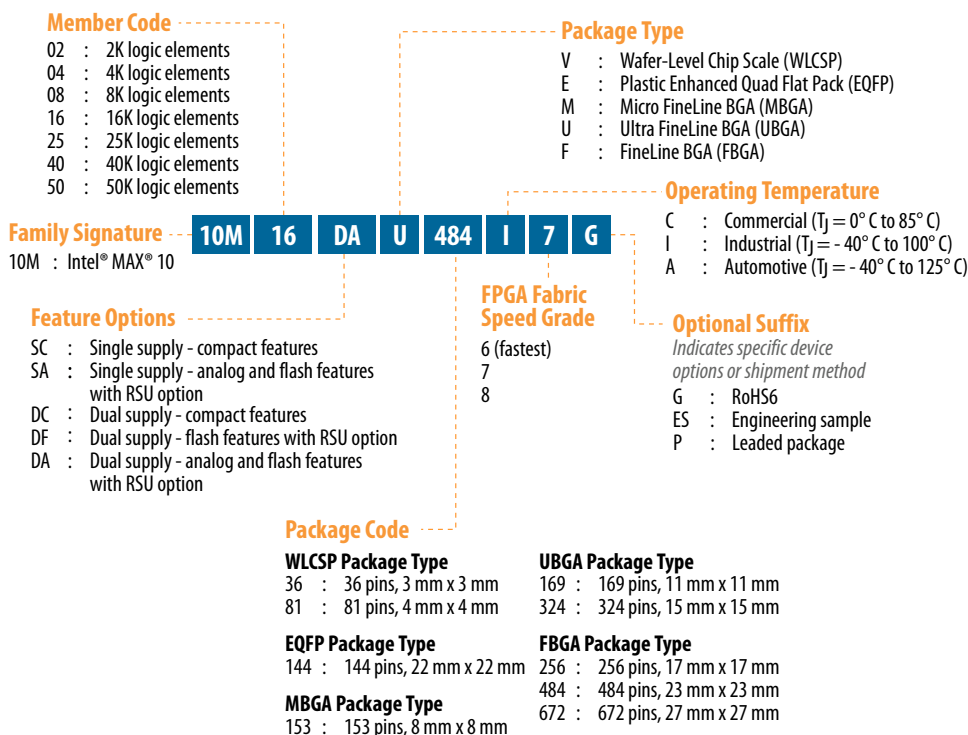 Member Code
02 : 2K logic elements
04 : 4K logic elements
08 : 8K logic elements
16 : 16K logic elements
25 : 25K logic elements
40 : 40K logic elements
50 : 50K logic elements
Package Type
V : Wafer-Level Chip Scale (WLCSP)
E : Plastic Enhanced Quad Flat Pack (EQFP)
M : Micro FineLine BGA (MBGA)
U : Ultra FineLine BGA (UBGA)
F : FineLine BGA (FBGA)
Family Signature
10M : Intel® MAX® 10
10M 16 DA U 484 I 7 G
Operating Temperature
C : Commercial (TJ = 0° C to 85° C)
I : Industrial (TJ = - 40° C to 100° C)
A : Automotive (TJ = - 40° C to 125° C)
Feature Options
SC : Single supply - compact features
SA : Single supply - analog and flash features
with RSU option
DC : Dual supply - compact features
DF : Dual supply - flash features with RSU option
DA : Dual supply - analog and flash features
with RSU option
FPGA Fabric
Speed Grade
6 (fastest)
7
8
Optional Suffix
Indicates specific device
options or shipment method
G : RoHS6
ES : Engineering sample
P : Leaded package
Package Code
WLCSP Package Type
36 : 36 pins, 3 mm x 3 mm
81 : 81 pins, 4 mm x 4 mm
EQFP Package Type
144 : 144 pins, 22 mm x 22 mm
MBGA Package Type
153 : 153 pins, 8 mm x 8 mm
UBGA Package Type
169 : 169 pins, 11 mm x 11 mm
324 : 324 pins, 15 mm x 15 mm
FBGA Package Type
256 : 256 pins, 17 mm x 17 mm
484 : 484 pins, 23 mm x 23 mm
672 : 672 pins, 27 mm x 27 mm